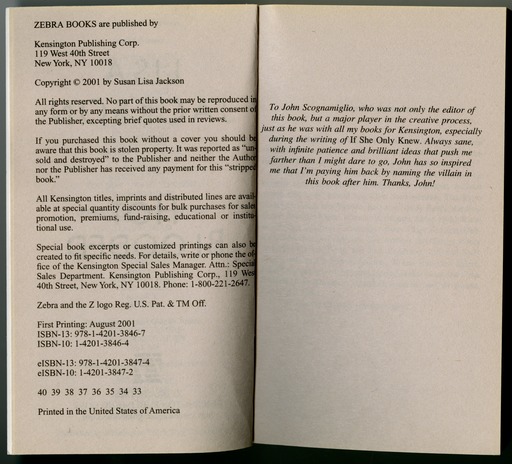 ZEBRA BOOKS are published by
Kensington Publishing Corp.
119 West 40th Street
New York, NY 10018
Copyright © 2001 by Susan Lisa Jackson
All rights reserved. No part of this book may be reproduced in
any form or by any means without the prior written consent of
the Publisher, excepting brief quotes used in reviews.
If you purchased this book without a cover you should be
aware that this book is stolen property. It was reported as "un-
sold and destroyed" to the Publisher and neither the Author
nor the Publisher has received any payment for this "stripped
book."
All Kensington titles, imprints and distributed lines are avail-
able at special quantity discounts for bulk purchases for sales
promotion, premiums, fund-raising, educational or institu-
tional use.
Special book excerpts or customized printings can also be
created to fit specific needs. For details, write or phone the of-
fice of the Kensington Special Sales Manager. Attn.: Special
Sales Department. Kensington Publishing Corp., 119 West
40th Street, New York, NY 10018. Phone: 1-800-221-2647.
Zebra and the Z logo Reg. U.S. Pat. & TM Off.
First Printing: August 2001
ISBN-13: 978-1-4201-3846-7
ISBN-10: 1-4201-3846-4
eISBN-13: 978-1-4201-3847-4
eISBN-10: 1-4201-3847-2
40 39 38 37 36 35 34 33
Printed in the United States of America
To John Scognamiglio, who was not only the editor of
this book, but a major player in the creative process,
just as he was with all my books for Kensington, especially
during the writing of If She Only Knew. Always sane,
with infinite patience and brilliant ideas that push me
farther than I might dare to go, John has so inspired
me that I'm paying him back by naming the villain in
this book after him. Thanks, John!